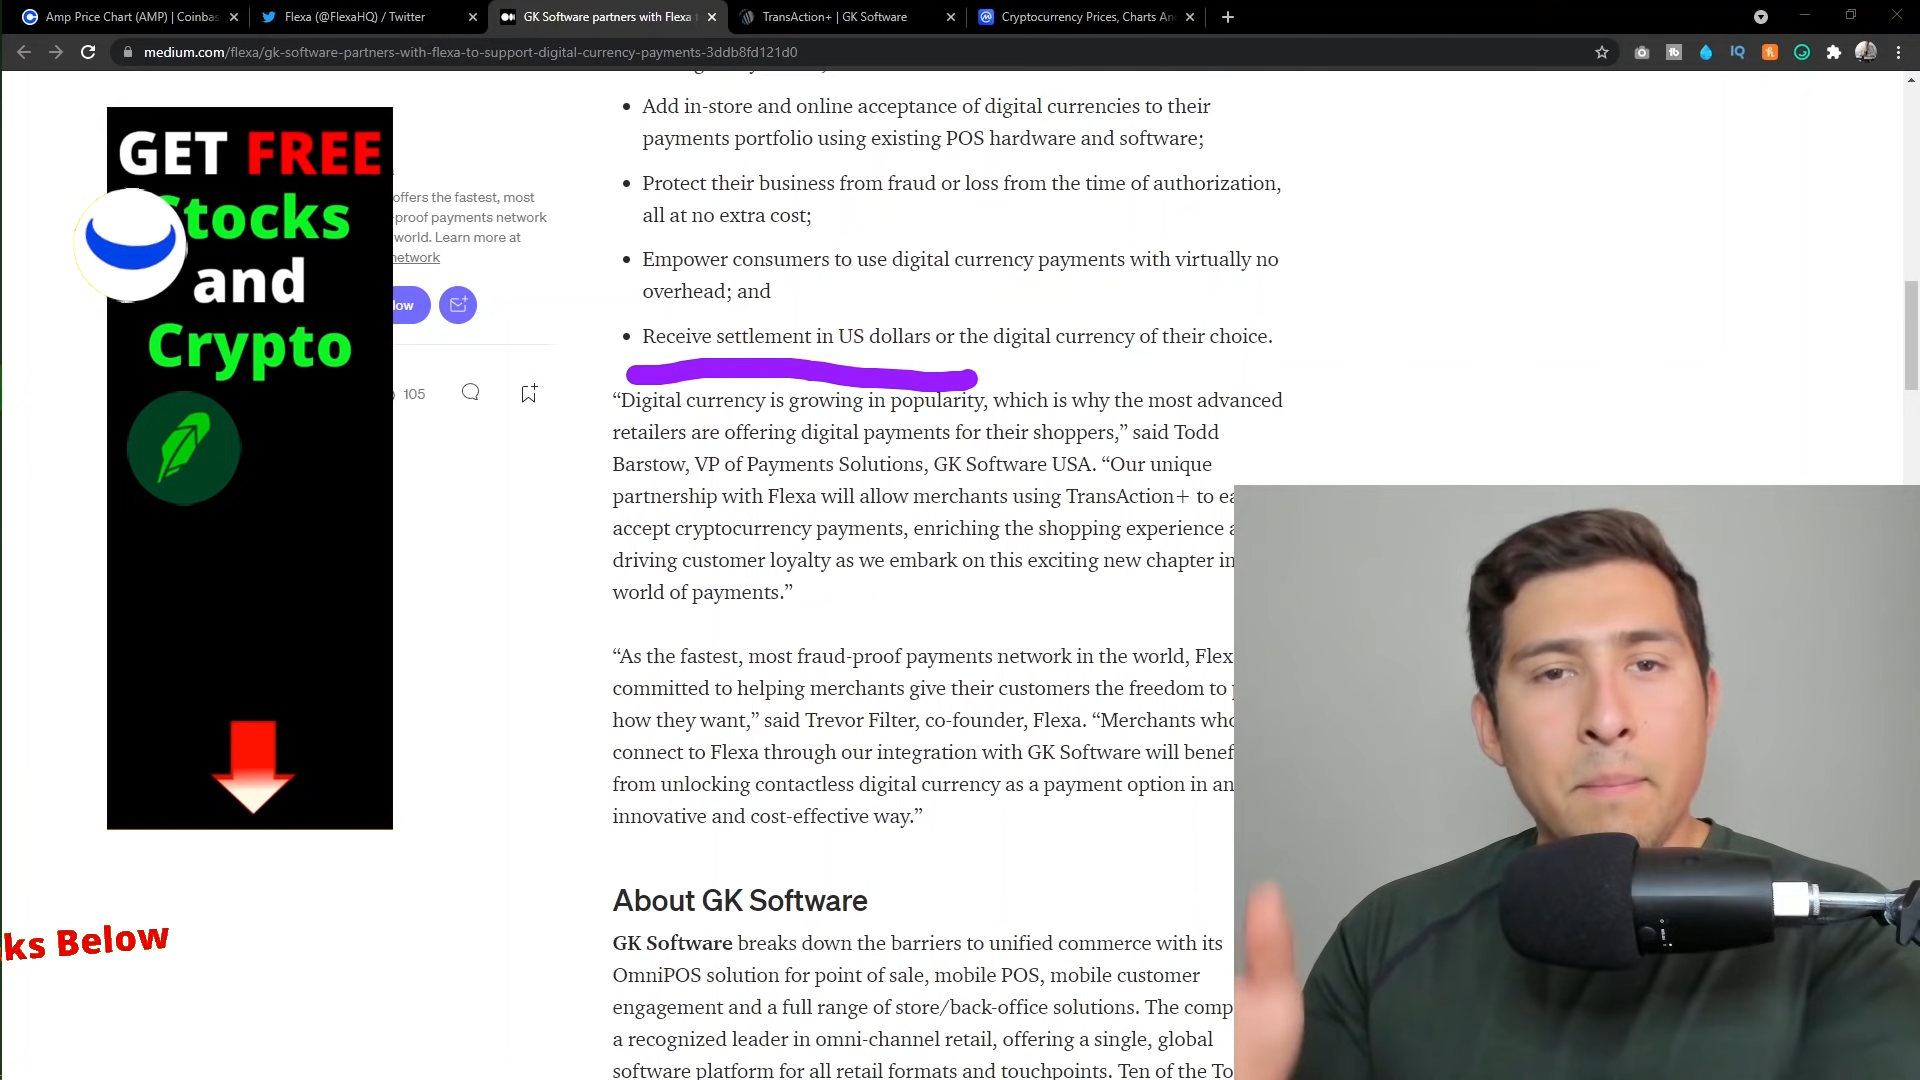 Amp Price Chart (AMP) | Coinbas
Flexa (@FlexaHQ) / Twitter
GK Software partners with Flexa t
TransAction+ | GK Software
Cryptocurrency Prices, Charts An
medium.com/flexa/gk-software-partners-with-flexa-to-support-digital-currency-payments-3ddb8fd121d0
GET FREE
Stocks
and
Crypto
offers the fastest, most
-proof payments network
world. Learn more at
network
low
105
ks Below
• Add in-store and online acceptance of digital currencies to their
payments portfolio using existing POS hardware and software;
• Protect their business from fraud or loss from the time of authorization,
all at no extra cost;
• Empower consumers to use digital currency payments with virtually no
overhead; and
• Receive settlement in US dollars or the digital currency of their choice.
“Digital currency is growing in popularity, which is why the most advanced
retailers are offering digital payments for their shoppers,” said Todd
Barstow, VP of Payments Solutions, GK Software USA. “Our unique
partnership with Flexa will allow merchants using TransAction+ to ea
accept cryptocurrency payments, enriching the shopping experience a
driving customer loyalty as we embark on this exciting new chapter in
world of payments.”
“As the fastest, most fraud-proof payments network in the world, Flex
committed to helping merchants give their customers the freedom to p
how they want,” said Trevor Filter, co-founder, Flexa. “Merchants who
connect to Flexa through our integration with GK Software will benef
from unlocking contactless digital currency as a payment option in an
innovative and cost-effective way.”
About GK Software
GK Software breaks down the barriers to unified commerce with its
OmniPOS solution for point of sale, mobile POS, mobile customer
engagement and a full range of store/back-office solutions. The comp
a recognized leader in omni-channel retail, offering a single, global
software platform for all retail formats and touchpoints. Ten of the To